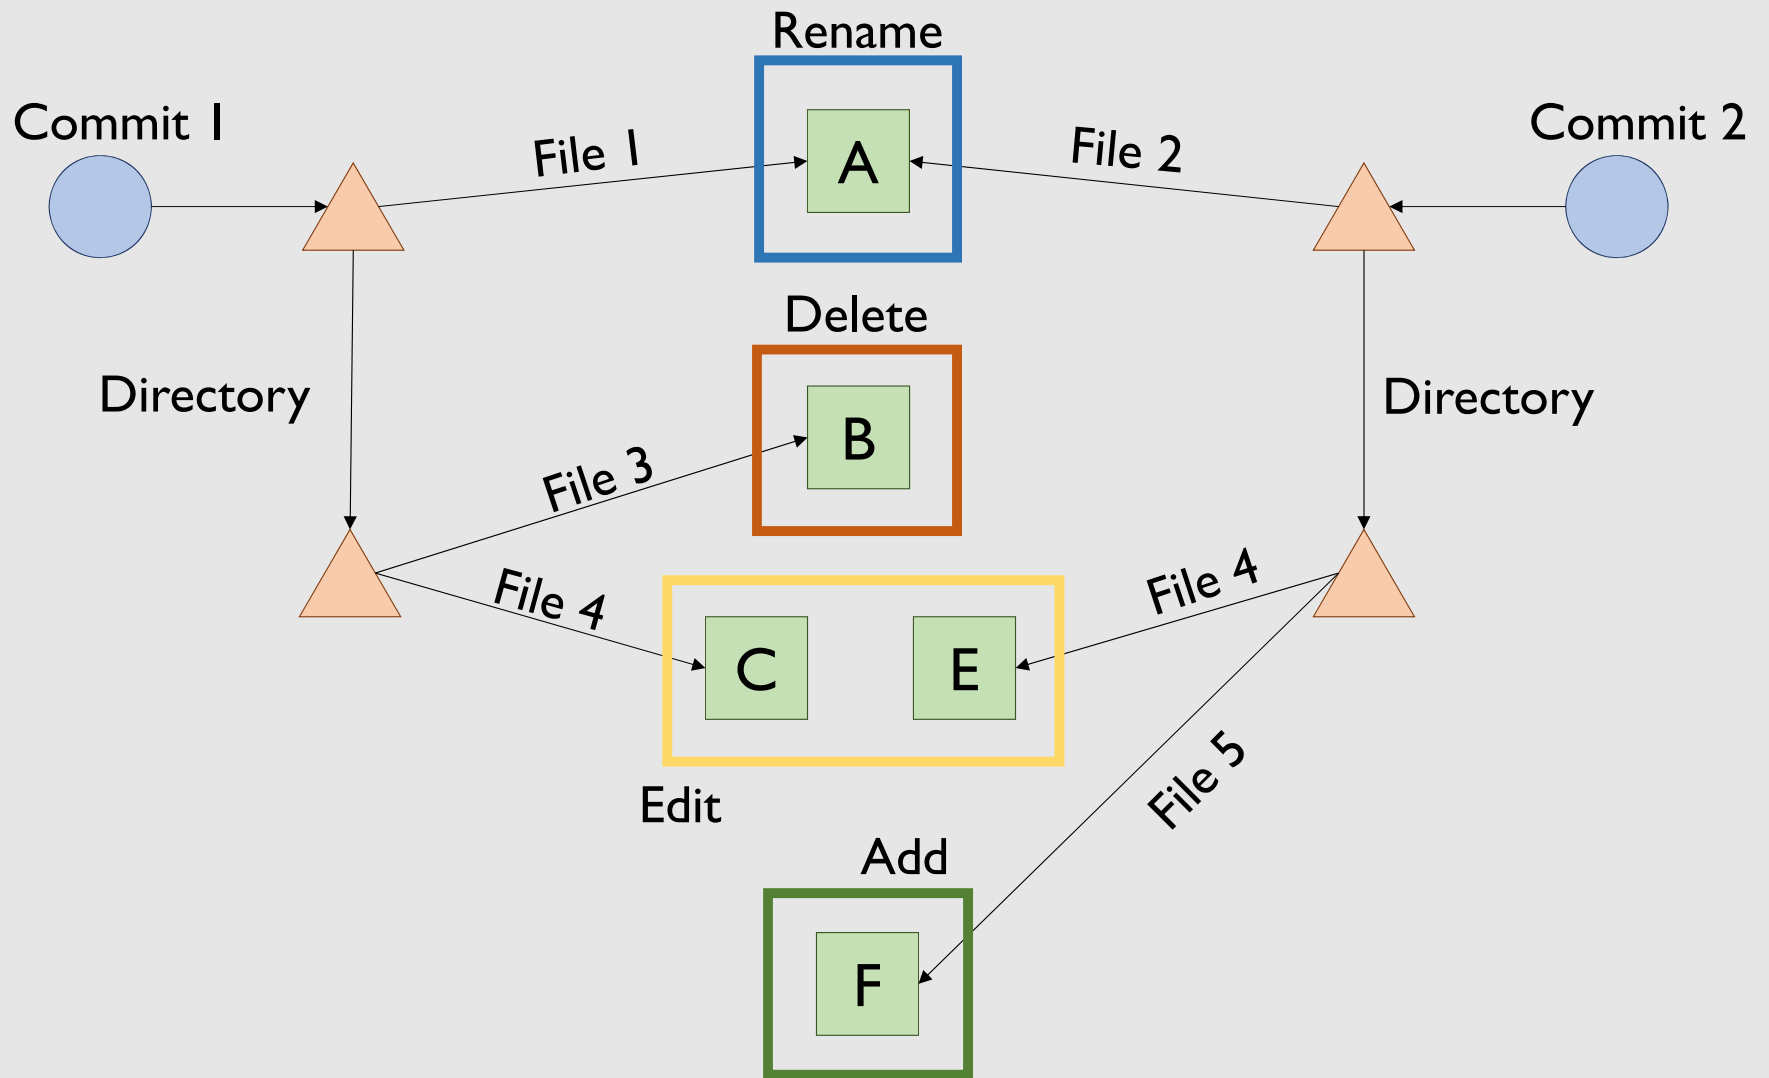 Rename
Commit 1
File 1
A
File 2
Commit 2
Delete
Directory
B
Directory
File 3
File 4
C
E
File 4
File 5
Edit
Add
F